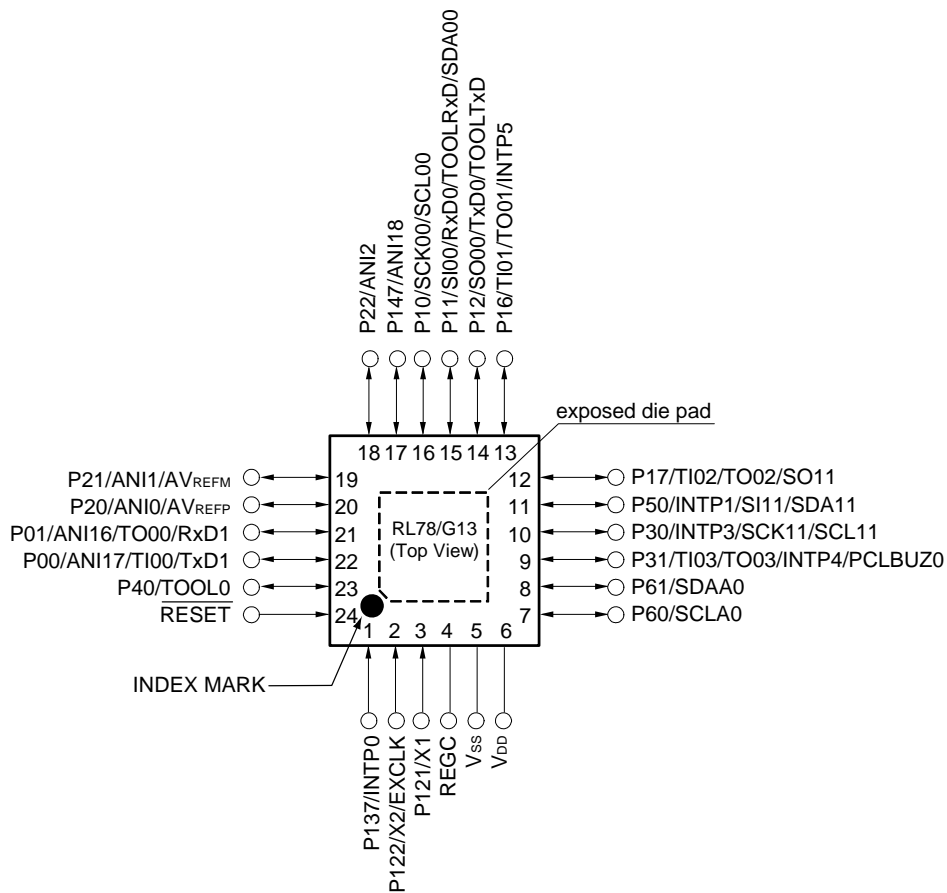 P22/ANI2
P147/ANI18
P10/SCK00/SCL00
P11/SI00/RxD0/TOOLRxD/SDA00
P12/SO00/TxD0/TOOLTxD
P16/TI01/TO01/INTP5
exposed die pad
18 17 16 15 14 13
P21/ANI1/AVREFM 19
P20/ANI0/AVREFP 20
P01/ANI16/TO00/RxD1 21
P00/ANI17/TI00/TxD1 22
P40/TOOL0 23
RESET 24
RL78/G13
(Top View)
12 P17/TI02/TO02/SO11
11 P50/INTP1/SI11/SDA11
10 P30/INTP3/SCK11/SCL11
9 P31/TI03/TO03/INTP4/PCLBUZ0
8 P61/SDAA0
7 P60/SCLA0
1 2 3 4 5 6
INDEX MARK
P137/INTP0
P122/X2/EXCLK
P121/X1
REGC
VSS
VDD